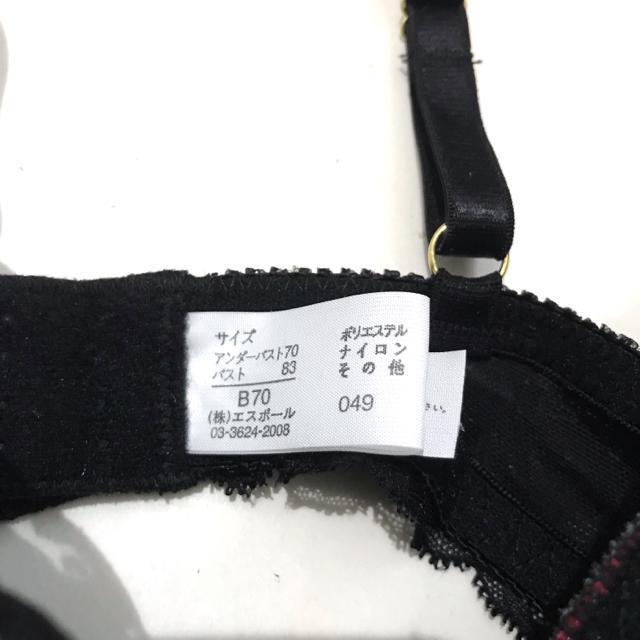 サイズ
アンダーバスト70
バスト 83
B70
(株)エスポール
03-3624-2008
ポリエステル
ナイロン
その他
049
さい。